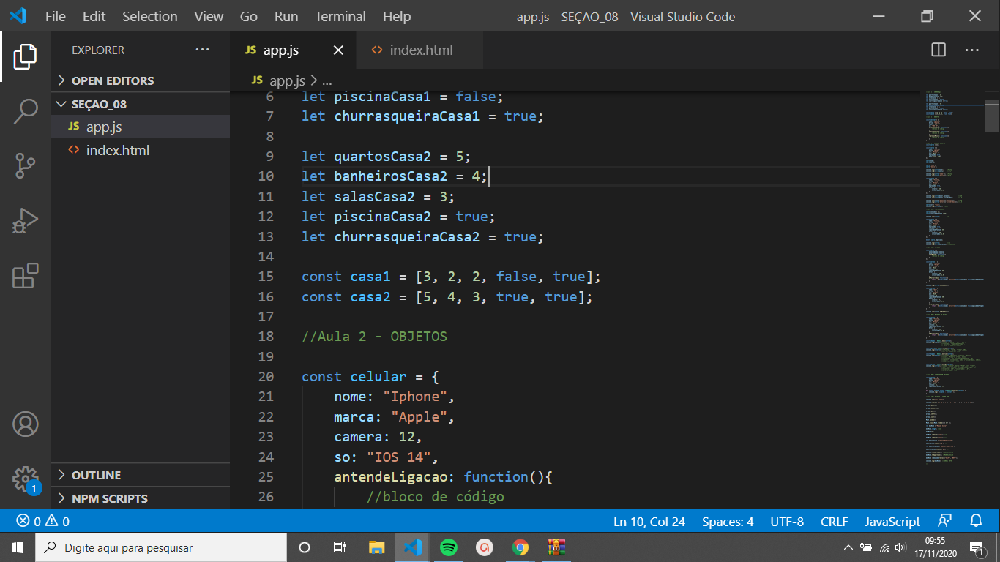 File Edit Selection View Go Run Terminal Help
app.js - SEÇAO_08 - Visual Studio Code
EXPLORER
JS app.js
<> index.html
OPEN EDITORS
JS app.js > ...
SEÇAO_08
JS app.js
<> index.html
6 let piscinaCasa1 = false;
7 let churrasqueiraCasa1 = true;
8
9 let quartosCasa2 = 5;
10 let banheirosCasa2 = 4;
11 let salasCasa2 = 3;
12 let piscinaCasa2 = true;
13 let churrasqueiraCasa2 = true;
14
15 const casa1 = [3, 2, 2, false, true];
16 const casa2 = [5, 4, 3, true, true];
17
18 //Aula 2 - OBJETOS
19
20 const celular = {
21 nome: "Iphone",
22 marca: "Apple",
23 camera: 12,
24 so: "IOS 14",
25 antendeLigacao: function(){
26 //bloco de código
OUTLINE
NPM SCRIPTS
1
0 0
Ln 10, Col 24 Spaces: 4 UTF-8 CRLF JavaScript
Digite aqui para pesquisar
09:55
17/11/2020
1